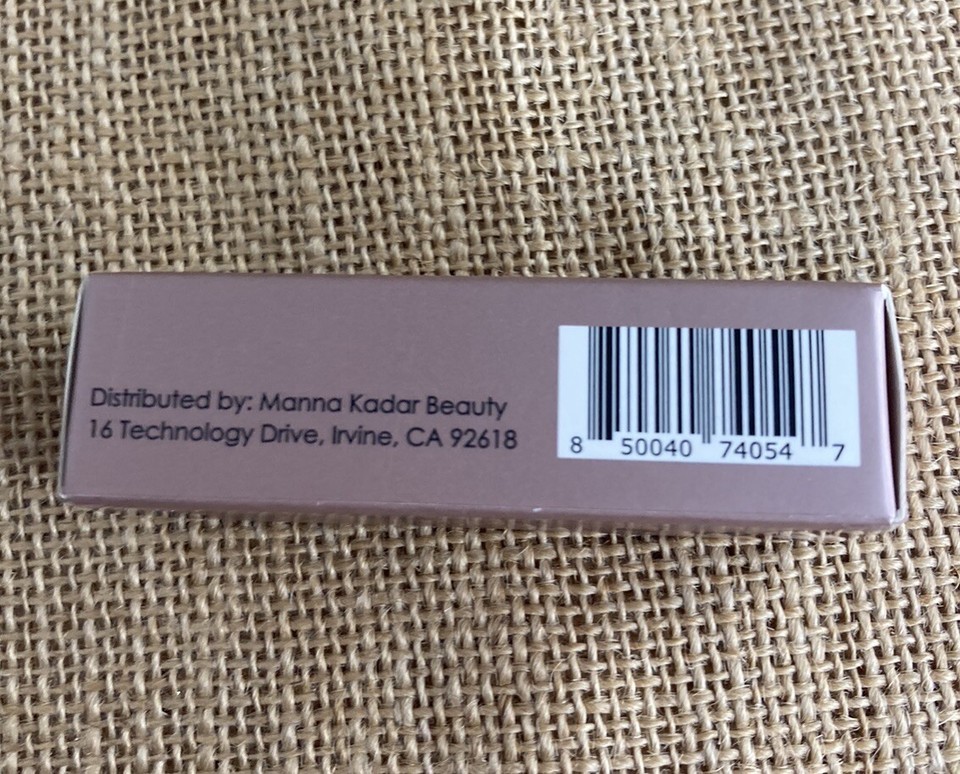 Distributed by: Manna Kadar Beauty
16 Technology Drive, Irvine, CA 92618
8 50040 74054 7